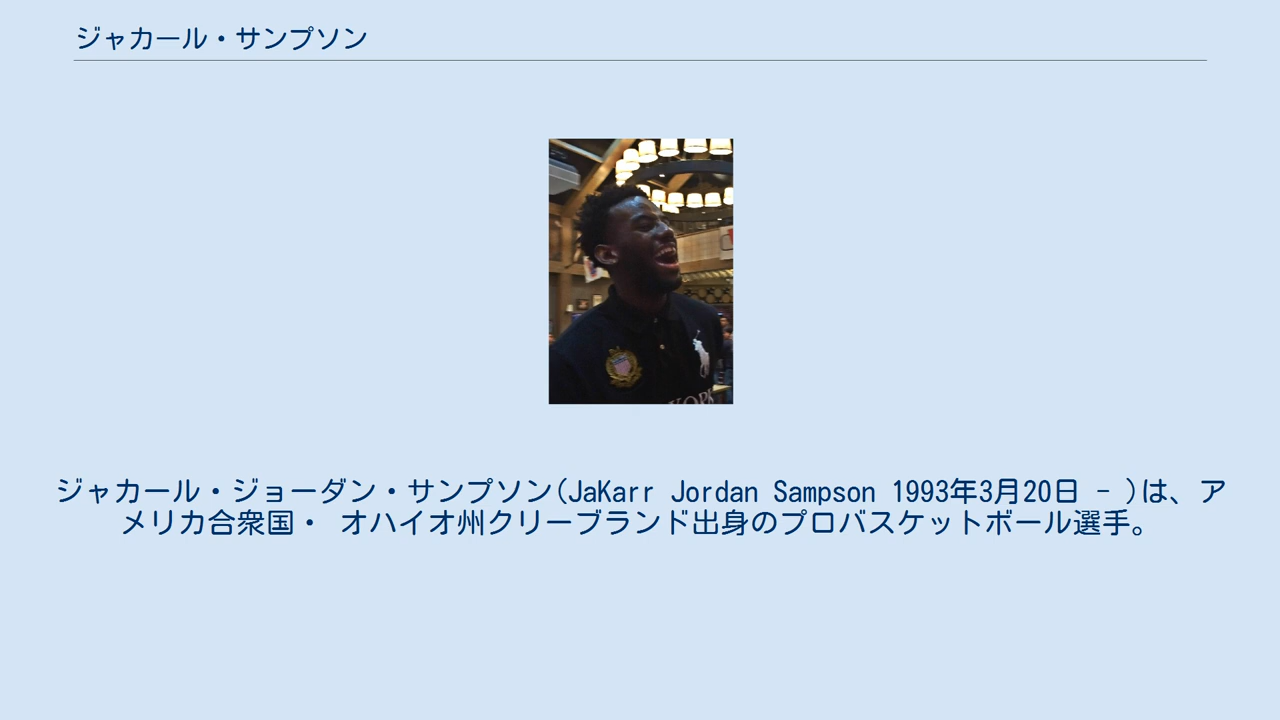 ジャカール・サンプソン
ジャカール・ジョーダン・サンプソン(JaKarr Jordan Sampson 1993年3月20日 - )は、ア
メリカ合衆国・ オハイオ州クリーブランド出身のプロバスケットボール選手。